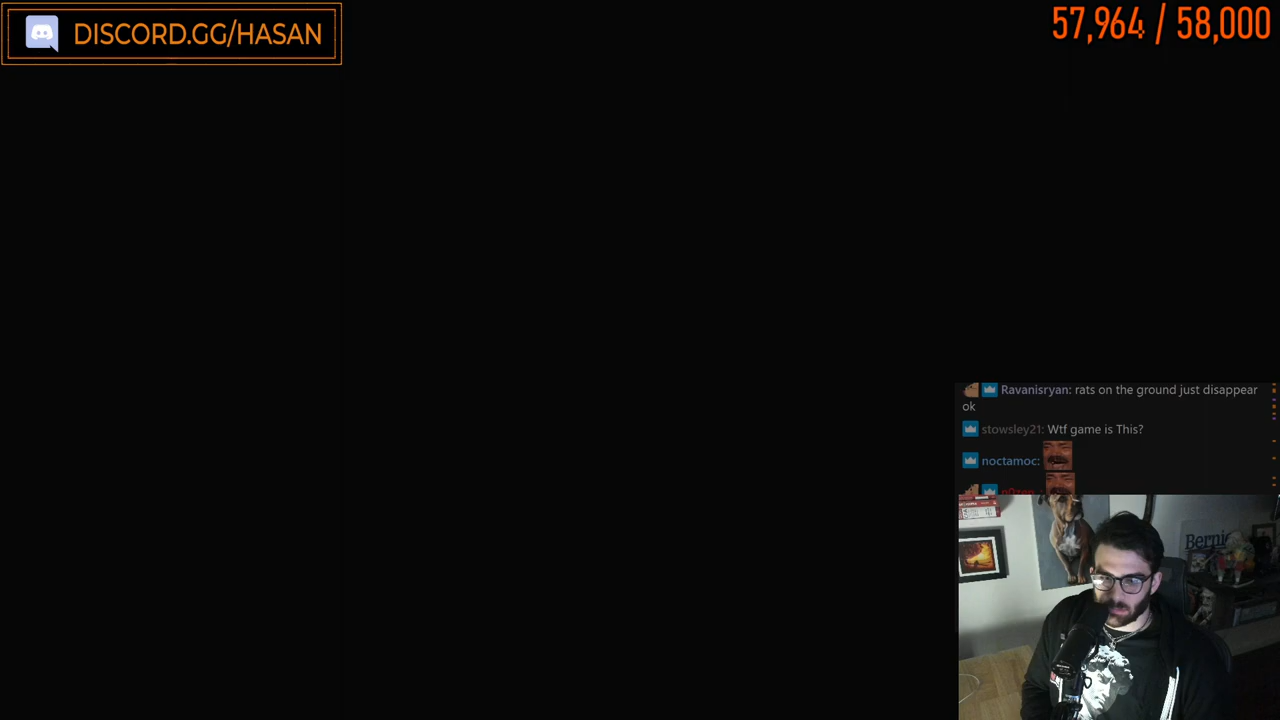 DISCORD.GG/HASAN
57,964 / 58,000
Ravanisryan: rats on the ground just disappear
ok
stowsley21: Wtf game is This?
noctamoc:
Bernie